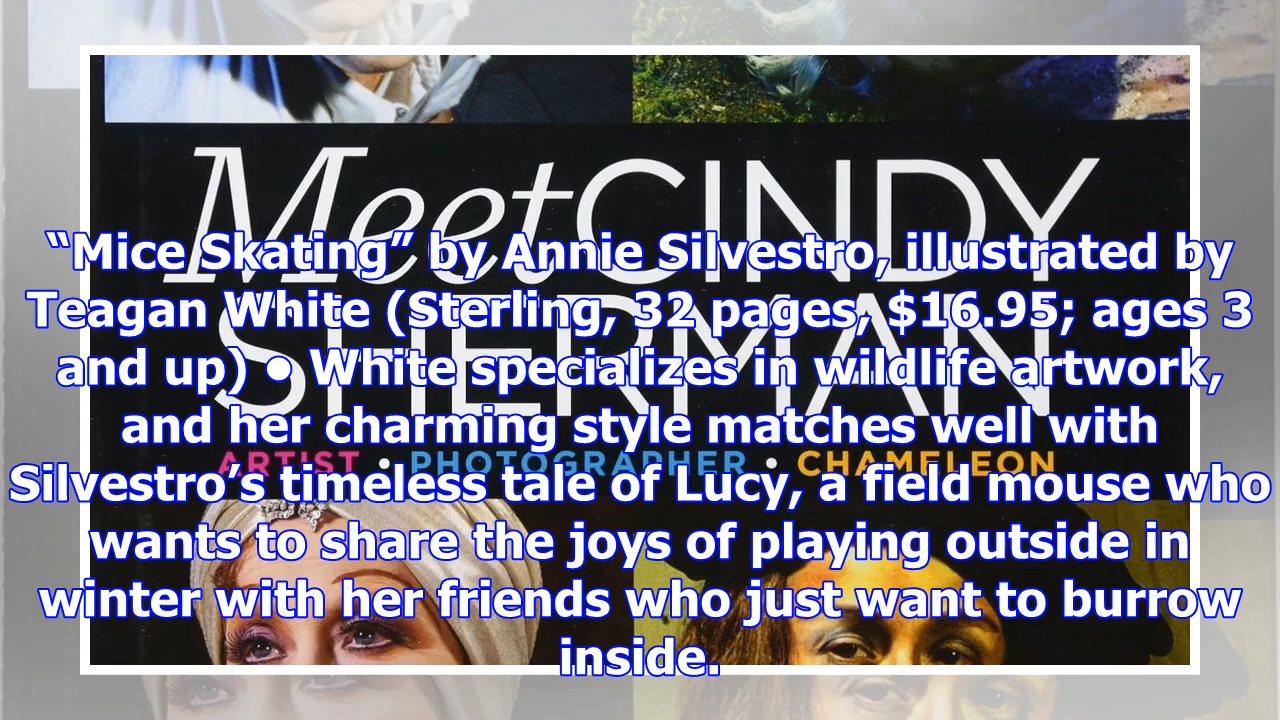 Meet CINDY
SHERMAN
ARTIST • PHOTOGRAPHER • CHAMELEON
“Mice Skating” by Annie Silvestro, illustrated by
Teagan White (Sterling, 32 pages, $16.95; ages 3
and up) • White specializes in wildlife artwork,
and her charming style matches well with
Silvestro’s timeless tale of Lucy, a field mouse who
wants to share the joys of playing outside in
winter with her friends who just want to burrow
inside.